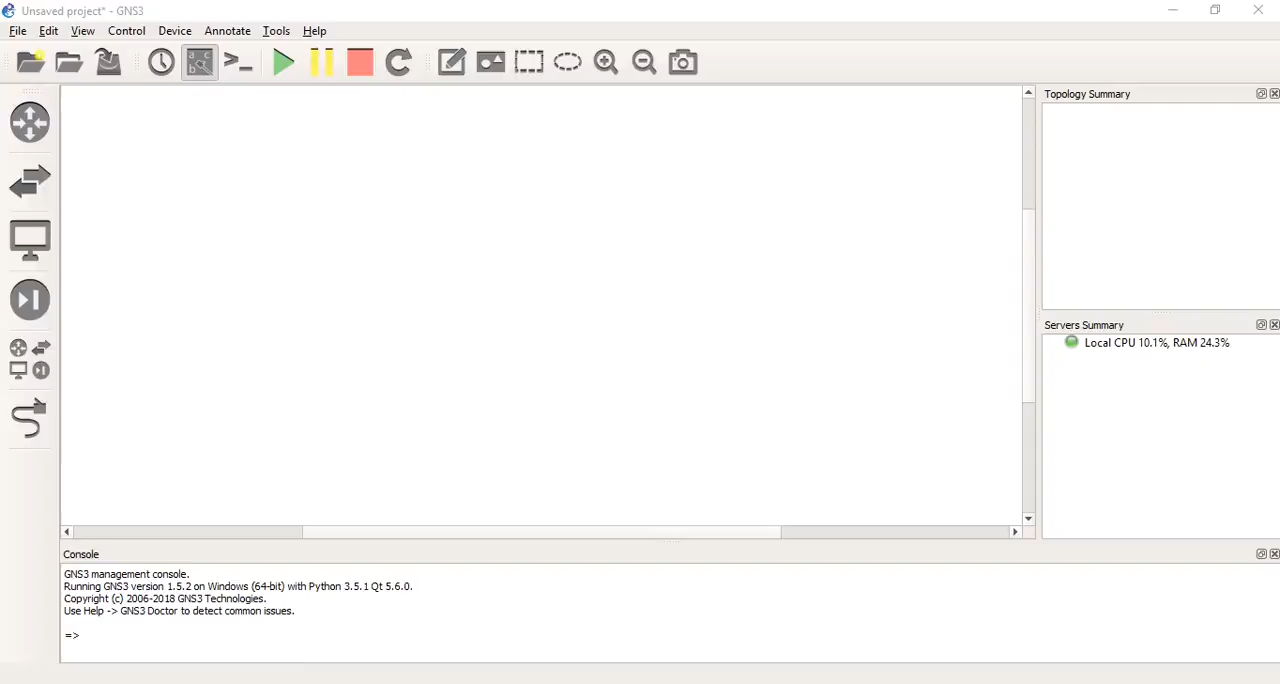 Unsaved project* - GNS3
File Edit View Control Device Annotate Tools Help
Topology Summary
Servers Summary
Local CPU 10.1%, RAM 24.3%
Console
GNS3 management console.
Running GNS3 version 1.5.2 on Windows (64-bit) with Python 3.5.1 Qt 5.6.0.
Copyright (c) 2006-2018 GNS3 Technologies.
Use Help -> GNS3 Doctor to detect common issues.
=>